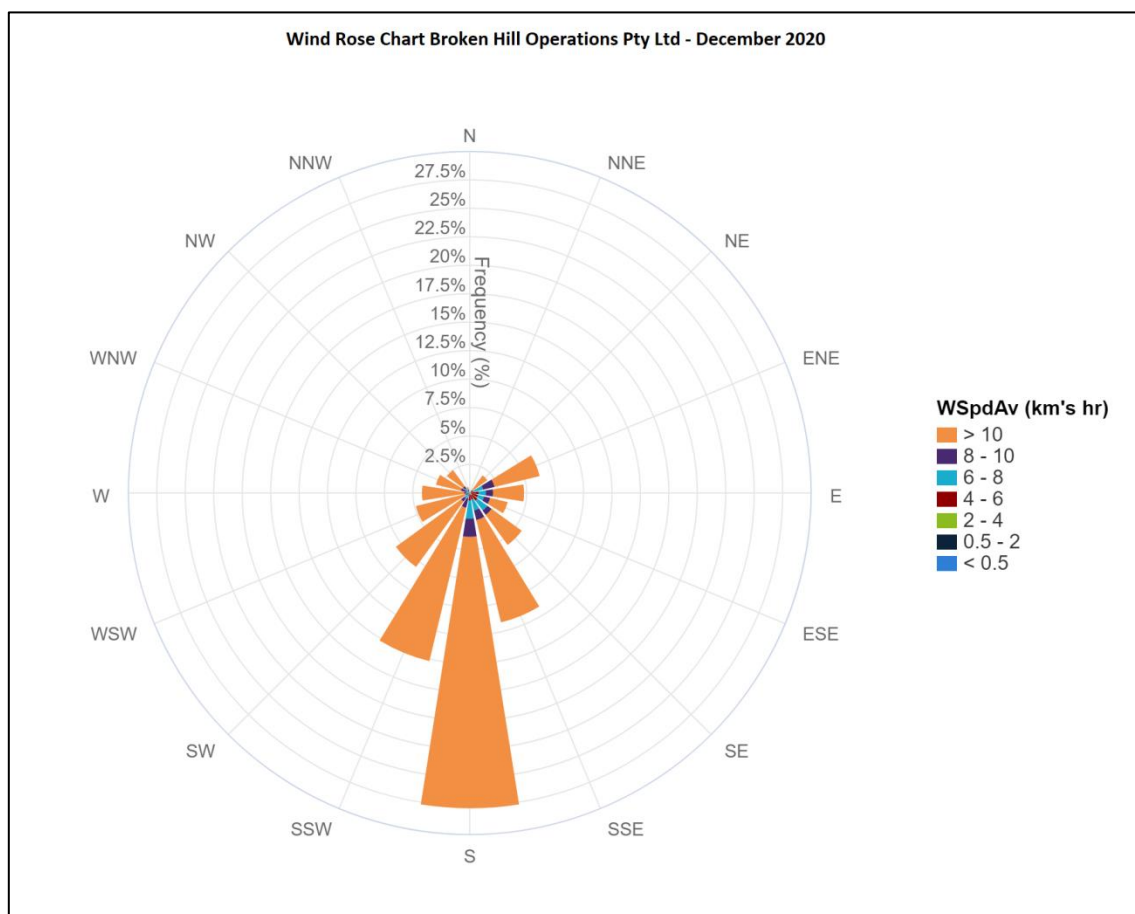 Wind Rose Chart Broken Hill Operations Pty Ltd - December 2020
N
NNW
NNE
27.5%
25%
NW
NE
22.5%
20%
Frequency (%)
17.5%
15%
WNW
ENE
12.5%
10%
7.5%
5%
2.5%
W
E
WSW
ESE
SW
SE
SSW
SSE
S
WSpdAv (km's hr)
> 10
8 - 10
6 - 8
4 - 6
2 - 4
0.5 - 2
< 0.5